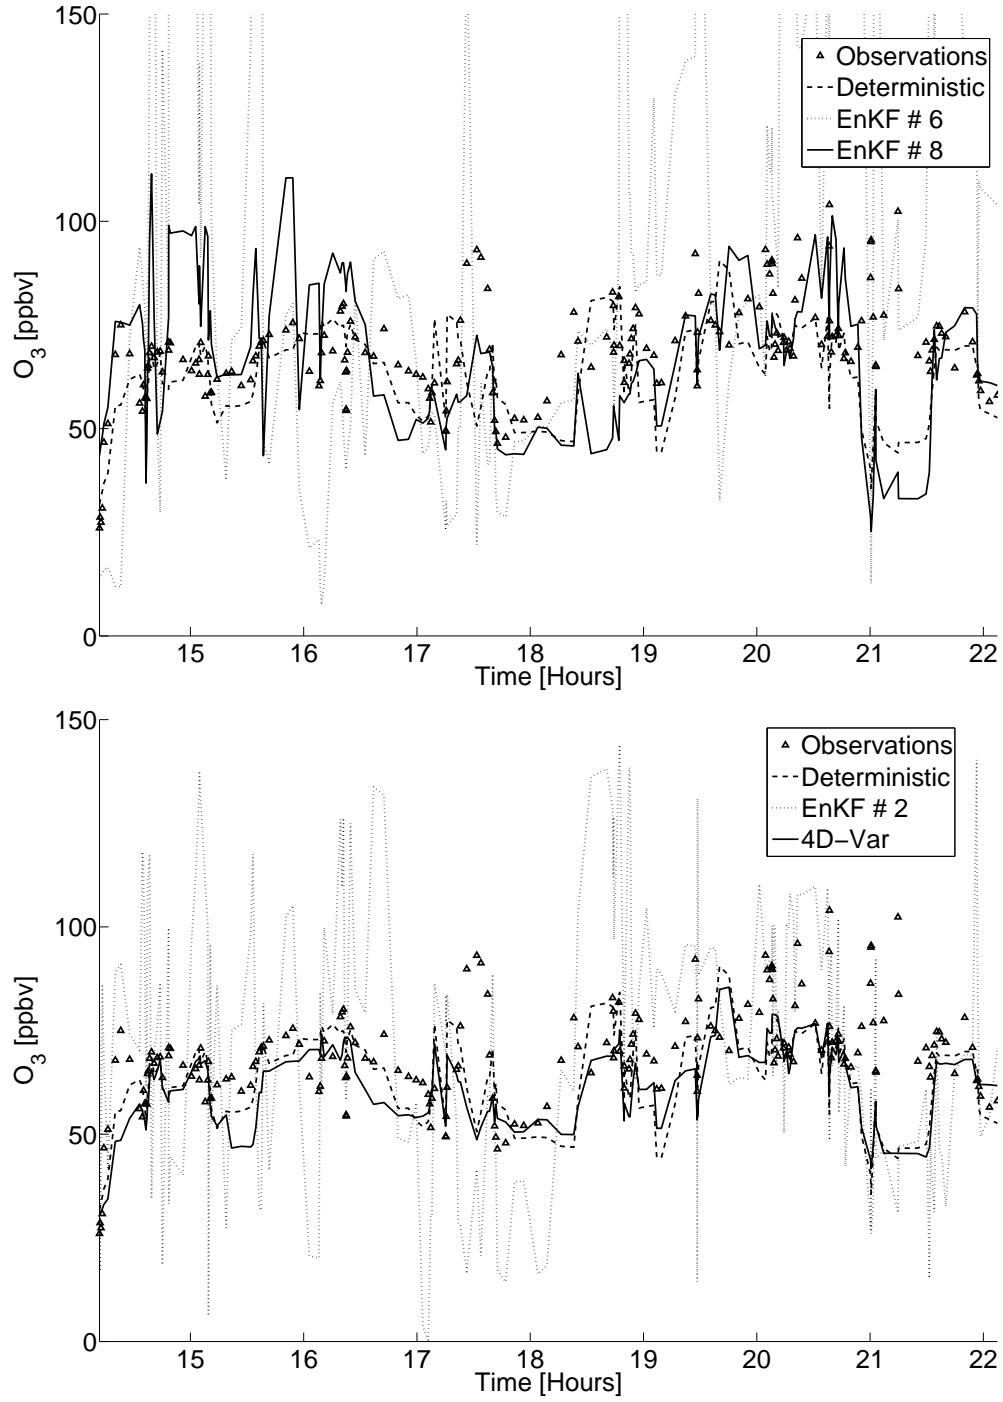 150
100
50
0
O3 [ppbv]
Observations
Deterministic
EnKF # 6
EnKF # 8
15 16 17 18 19 20 21 22
Time [Hours]
150
100
50
0
O3 [ppbv]
Observations
Deterministic
EnKF # 2
4D−Var
15 16 17 18 19 20 21 22
Time [Hours]